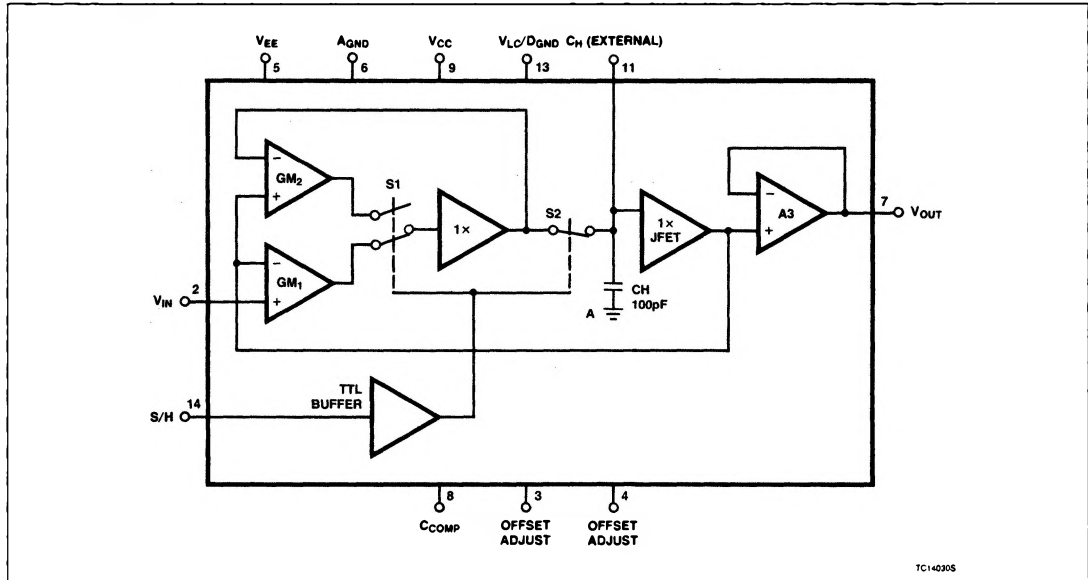 VEE AGND VCC VLC/DGND CH (EXTERNAL)
5 6 9 13 11
GM2
- +
S1
1×
S2
1×
JFET
A3
- +
7 VOUT
GM1
- +
VIN 2
CH
100pF
A
S/H 14
TTL
BUFFER
8 3 4
CCOMP OFFSET ADJUST OFFSET ADJUST
TC14030S